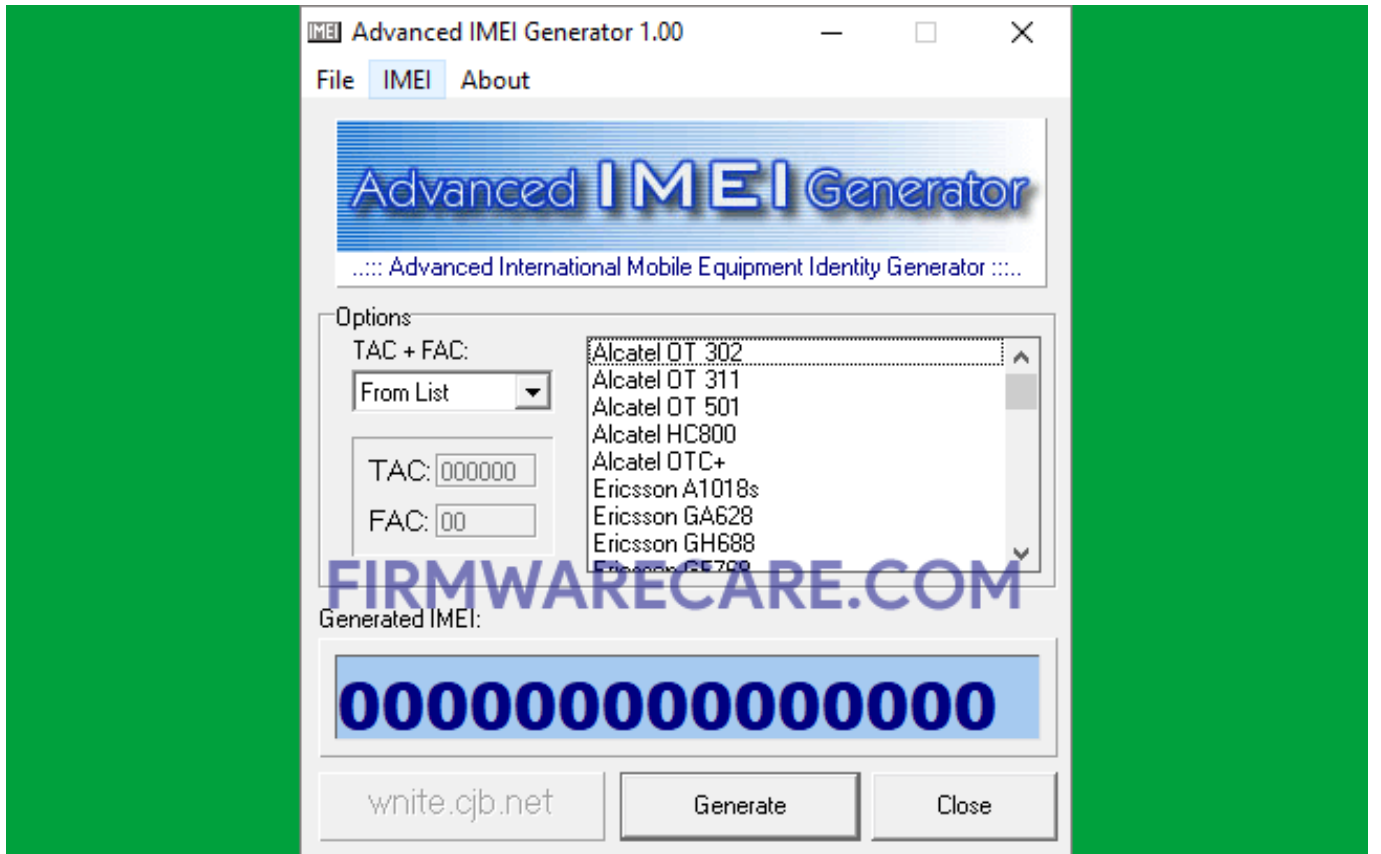 IMEI Advanced IMEI Generator 1.00
File IMEI About
Advanced IMEI Generator
..::: Advanced International Mobile Equipment Identity Generator :::..
Options
TAC + FAC:
From List
TAC: 000000
FAC: 00
Alcatel OT 302
Alcatel OT 311
Alcatel OT 501
Alcatel HC800
Alcatel OTC+
Ericsson A1018s
Ericsson GA628
Ericsson GH688
FIRMWARECARE.COM
Generated IMEI:
000000000000000
wnite.cjb.net
Generate
Close